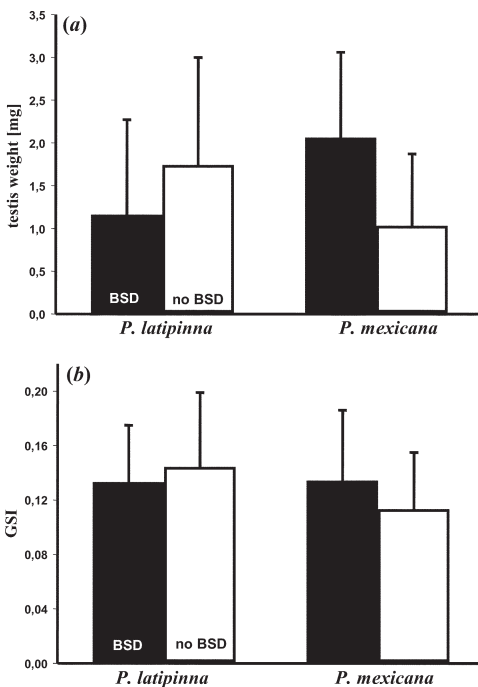 (a)
3,5
3,0
2,5
2,0
1,5
1,0
0,5
0,0
testis weight [mg]
BSD
no BSD
P. latipinna
P. mexicana
(b)
0,20
0,16
0,12
0,08
0,04
0,00
GSI
BSD
no BSD
P. latipinna
P. mexicana